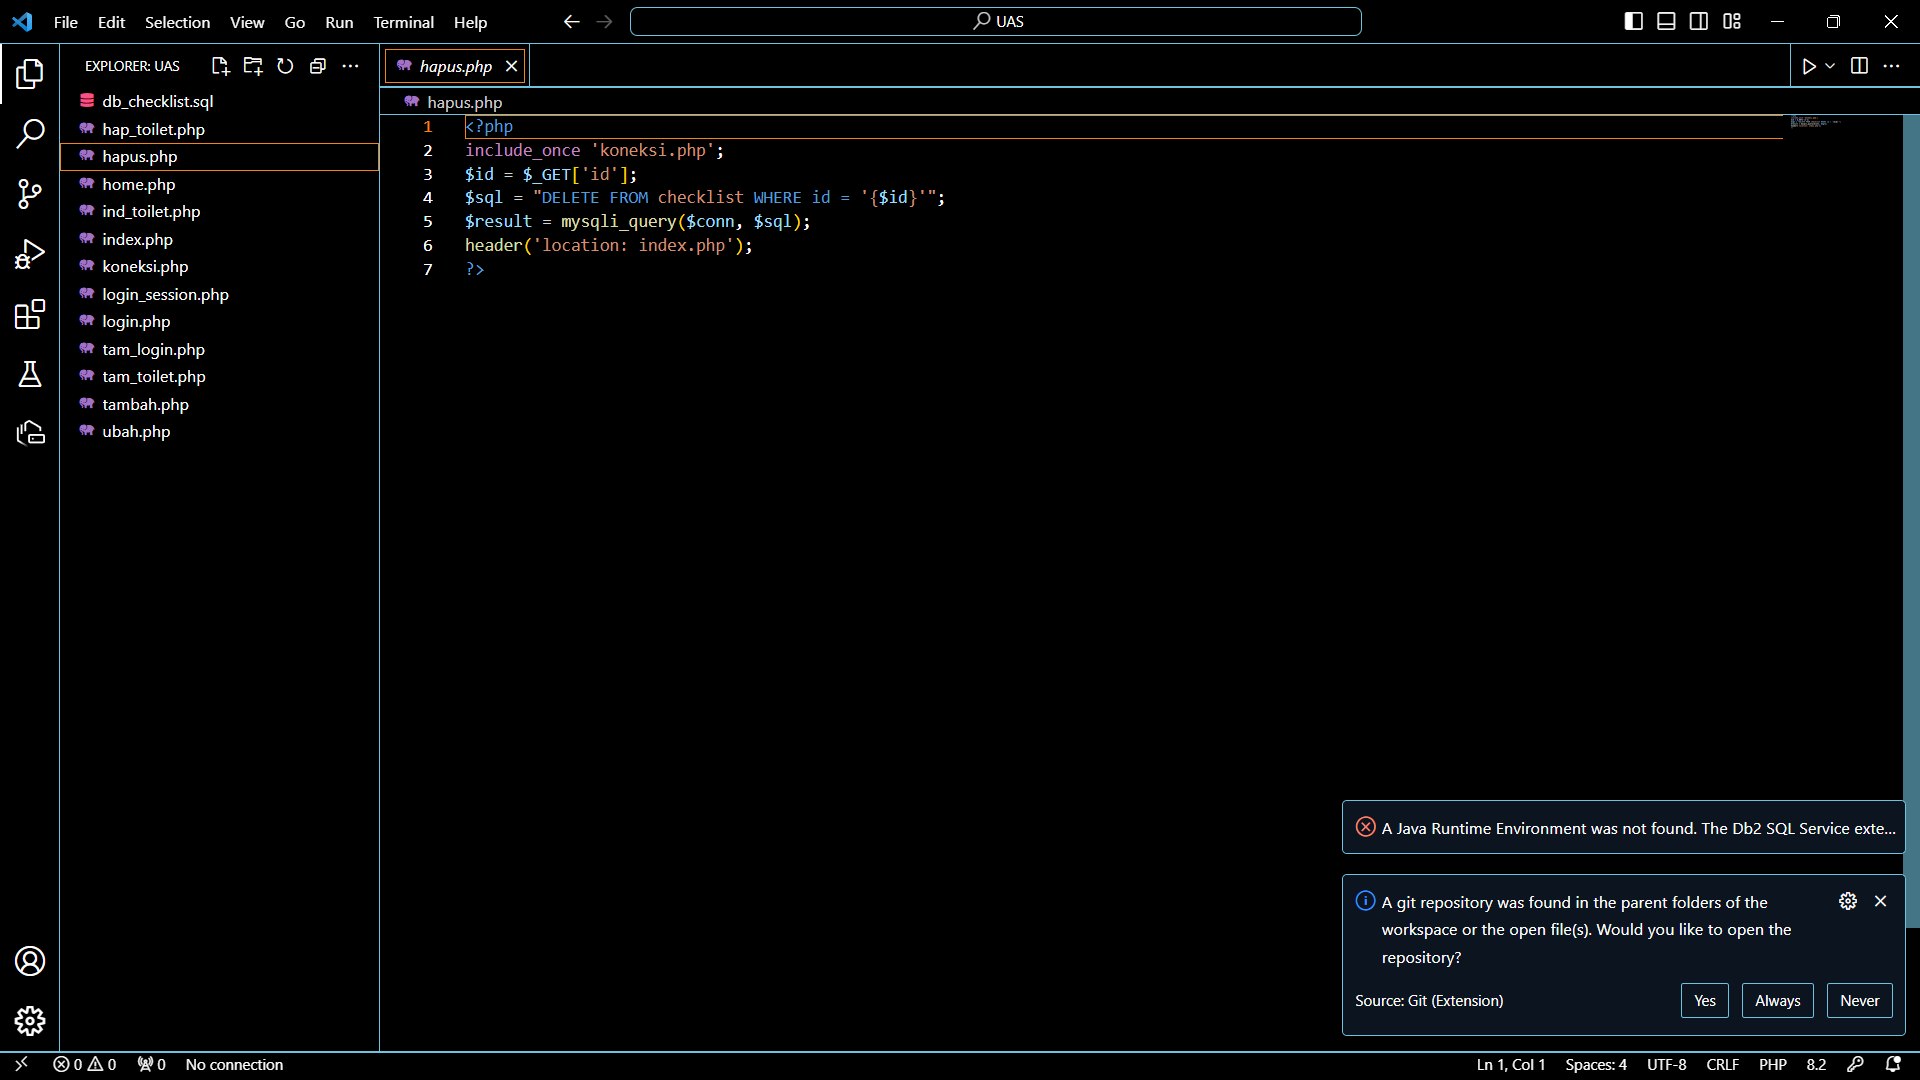 File Edit Selection View Go Run Terminal Help
UAS
EXPLORER: UAS
db_checklist.sql
hap_toilet.php
hapus.php
home.php
ind_toilet.php
index.php
koneksi.php
login_session.php
login.php
tam_login.php
tam_toilet.php
tambah.php
ubah.php
hapus.php
hapus.php
1 <?php
2 include_once 'koneksi.php';
3 $id = $_GET['id'];
4 $sql = "DELETE FROM checklist WHERE id = '{$id}'";
5 $result = mysqli_query($conn, $sql);
6 header('location: index.php');
7 ?>
A Java Runtime Environment was not found. The Db2 SQL Service exte...
A git repository was found in the parent folders of the
workspace or the open file(s). Would you like to open the
repository?
Source: Git (Extension)
Yes Always Never
0 0 0 No connection
Ln 1, Col 1 Spaces: 4 UTF-8 CRLF PHP 8.2